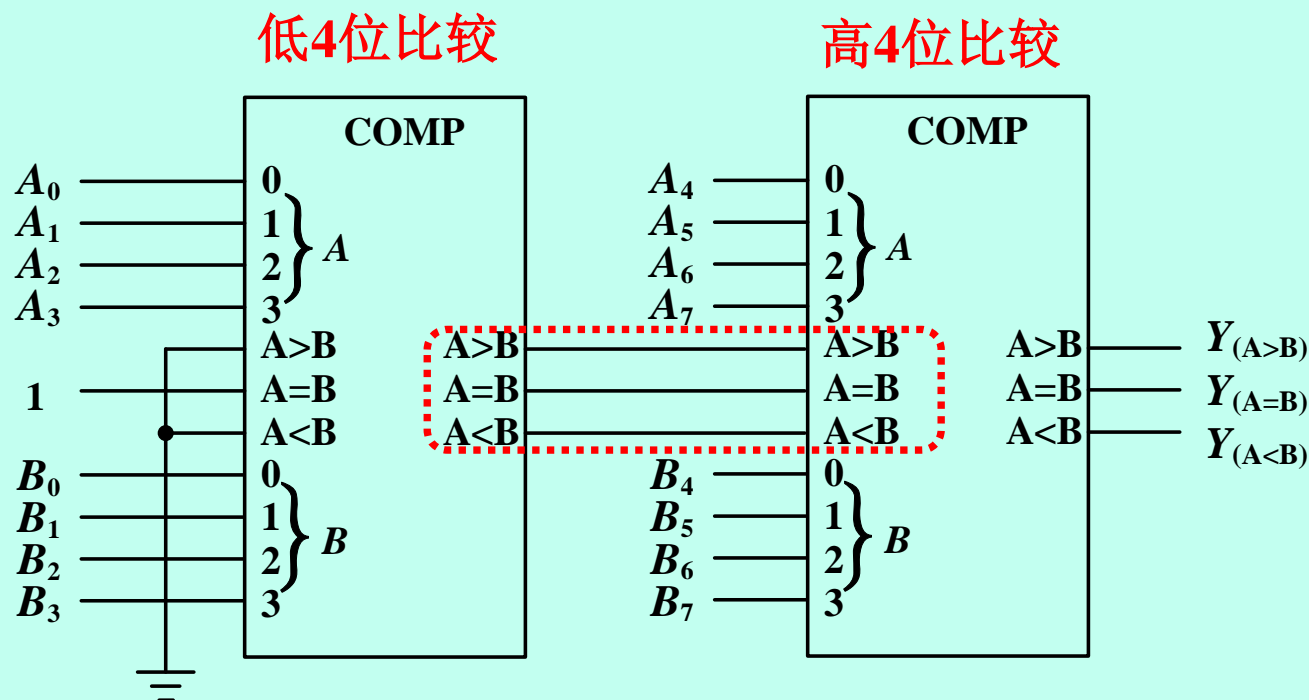 低4位比较
高4位比较
COMP
A0
A1
A2
A3
0
1
2
3
A
A>B
A=B
A<B
1
A>B
A=B
A<B
B0
B1
B2
B3
0
1
2
3
B
COMP
A4
A5
A6
A7
0
1
2
3
A
A>B
A=B
A<B
A>B
A=B
A<B
Y(A>B)
Y(A=B)
Y(A<B)
B4
B5
B6
B7
0
1
2
3
B